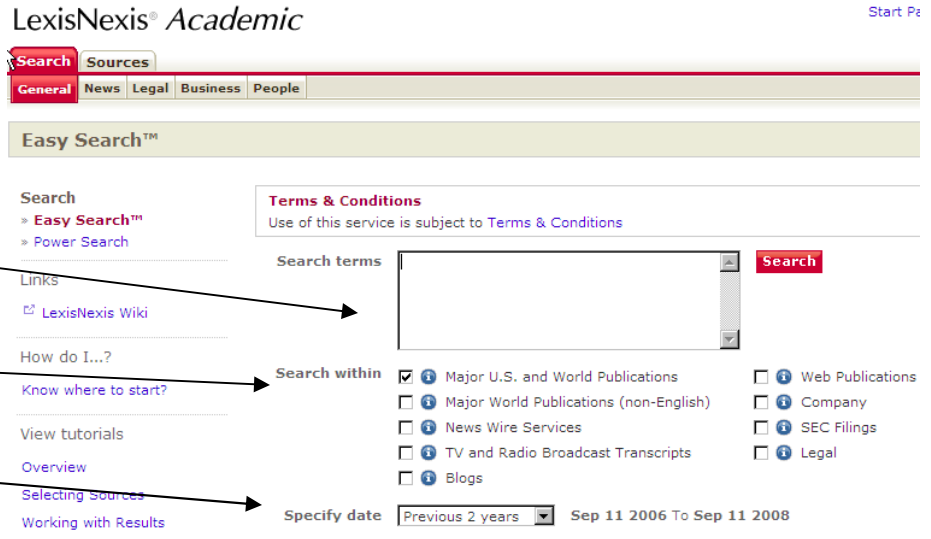 LexisNexis® Academic
Start Pa
Search Sources
General News Legal Business People
Easy Search™
Search
» Easy Search™
» Power Search
Links
LexisNexis Wiki
How do I...?
Know where to start?
View tutorials
Overview
Selecting Sources
Working with Results
Terms & Conditions
Use of this service is subject to Terms & Conditions
Search terms
Search
Search within
Major U.S. and World Publications
Major World Publications (non-English)
News Wire Services
TV and Radio Broadcast Transcripts
Blogs
Web Publications
Company
SEC Filings
Legal
Specify date Previous 2 years Sep 11 2006 To Sep 11 2008